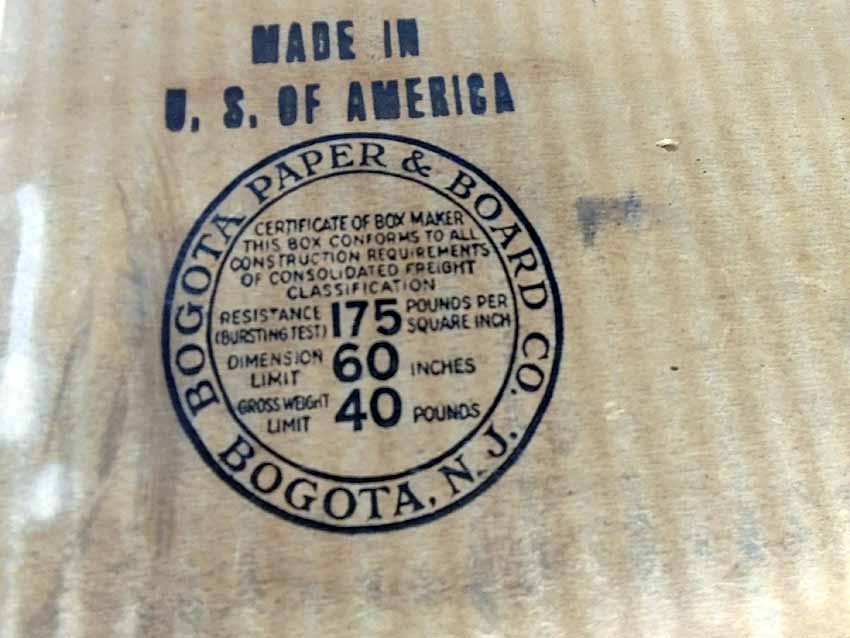 MADE IN
U. S. OF AMERICA
BOGOTA PAPER & BOARD CO.
CERTIFICATE OF BOX MAKER
THIS BOX CONFORMS TO ALL
CONSTRUCTION REQUIREMENTS
OF CONSOLIDATED FREIGHT
CLASSIFICATION
RESISTANCE (BURSTING TEST) 175 POUNDS PER SQUARE INCH
DIMENSION LIMIT 60 INCHES
GROSS WEIGHT LIMIT 40 POUNDS
BOGOTA, N. J.